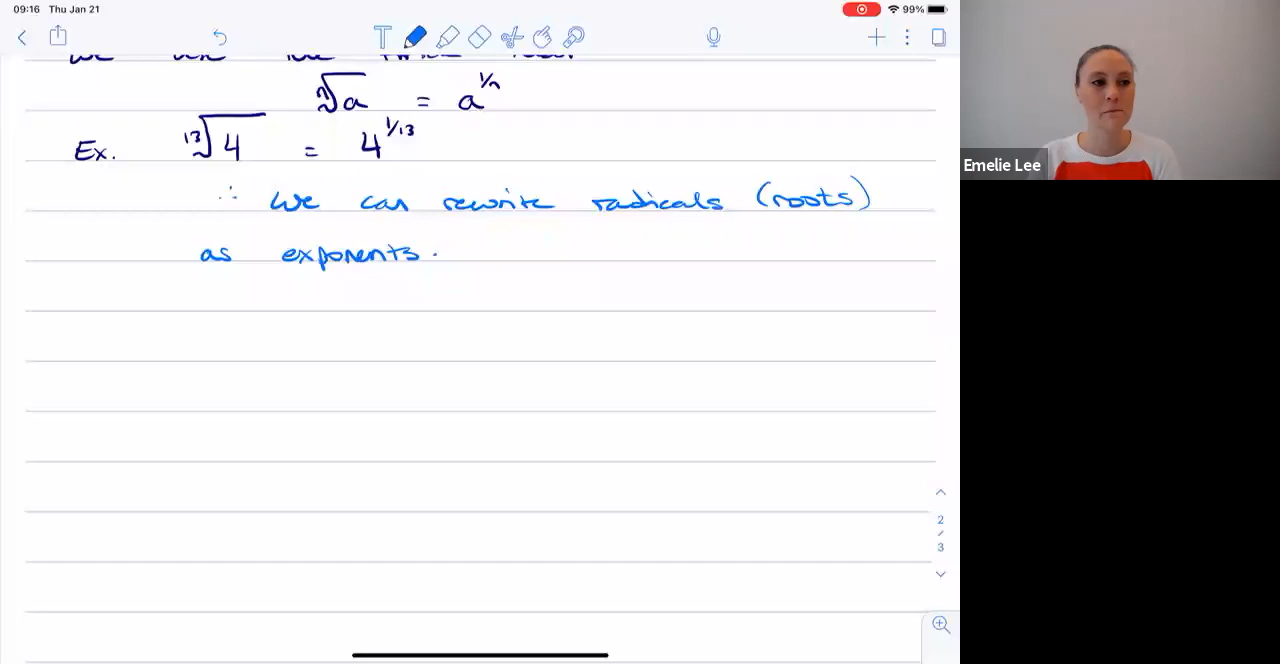 09:16 Thu Jan 21
99%
We
ⁿ√a = a^1/n
Ex. ¹³√4 = 4^1/13
∴ we can rewrite radicals (roots)
as exponents.
2
/
3
Emelie Lee